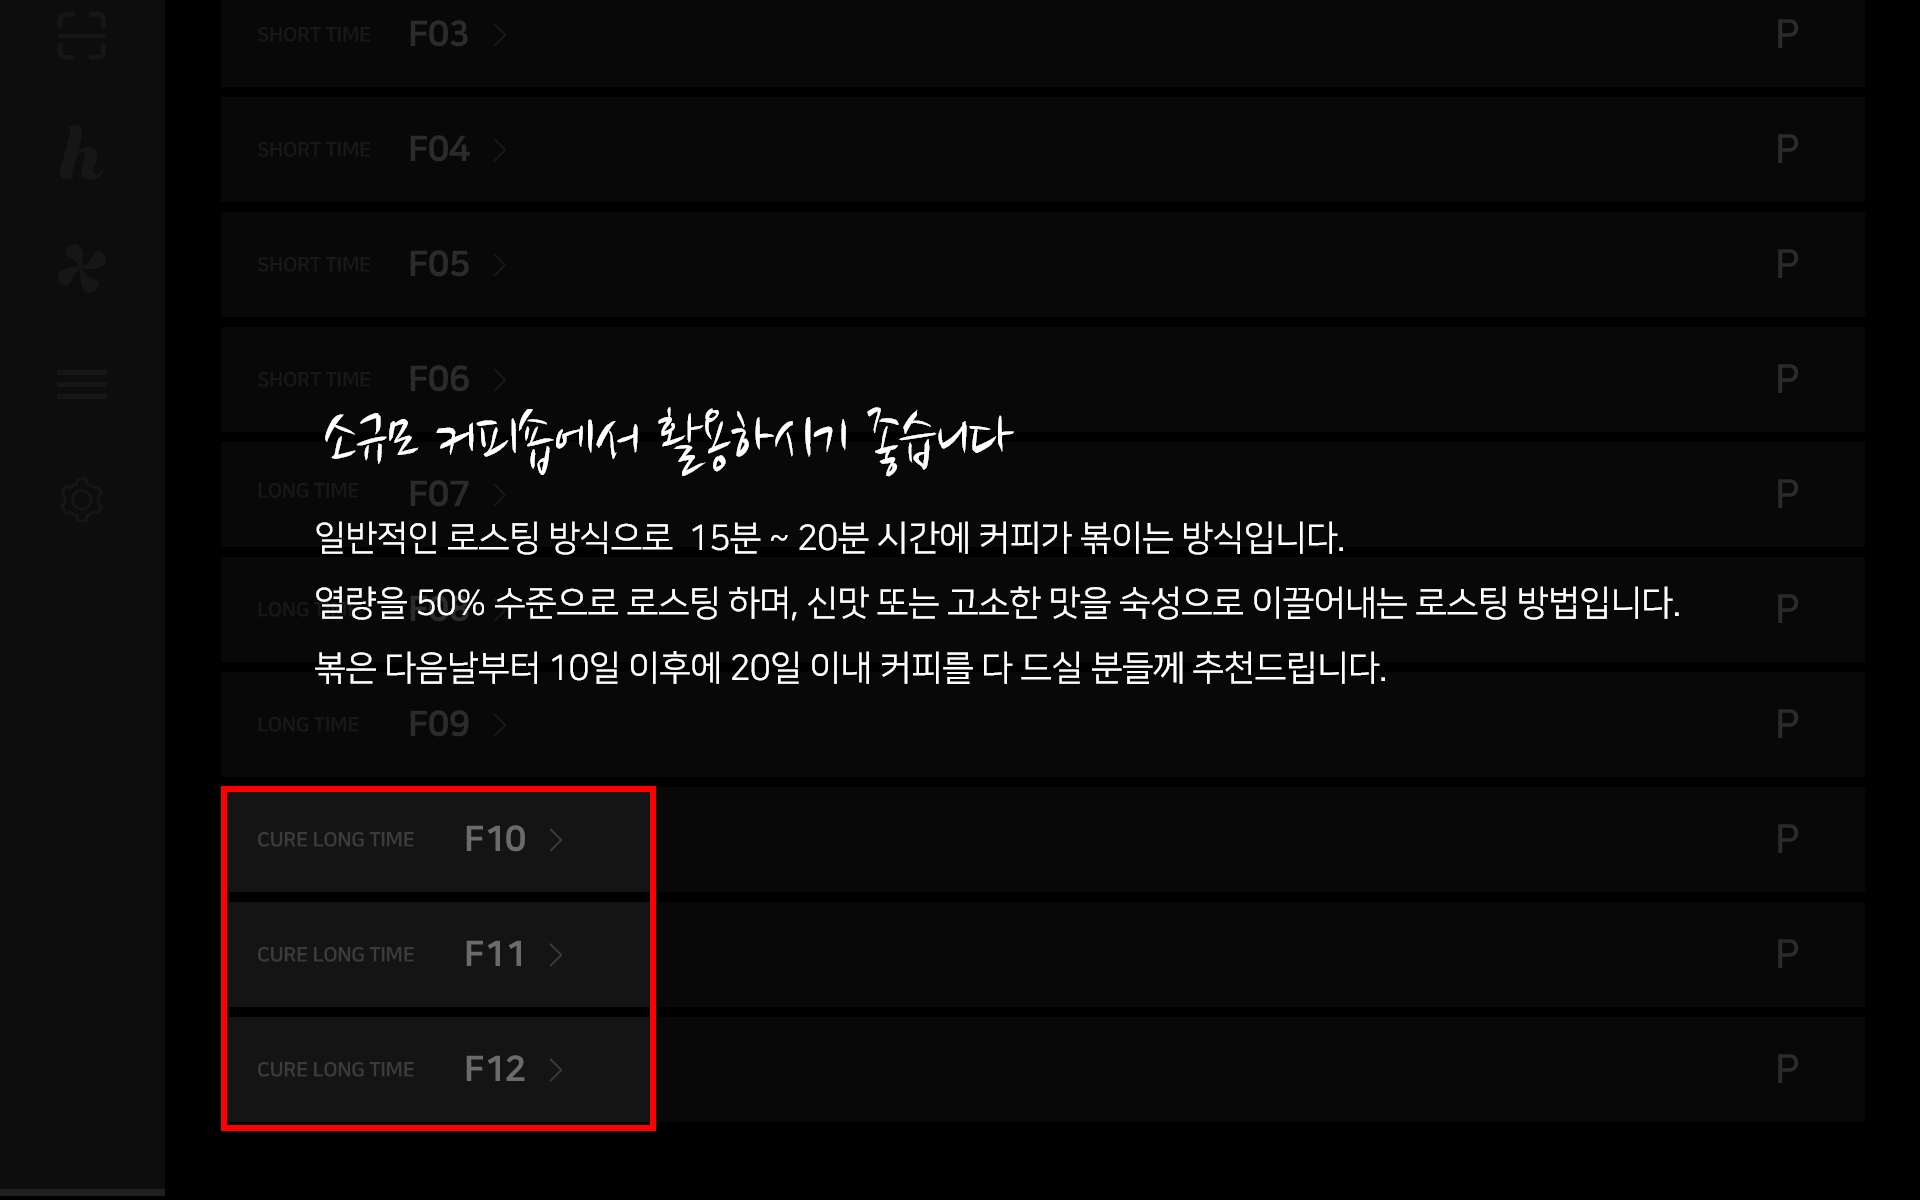 SHORT TIME F03 > P
h
SHORT TIME F04 > P
SHORT TIME F05 > P
SHORT TIME F06 > P
소규모 커피숍에서 활용하시기 좋습니다
LONG TIME F07 > P
일반적인 로스팅 방식으로 15분 ~ 20분 시간에 커피가 볶이는 방식입니다.
LONG TIME F08 > P
열량을 50% 수준으로 로스팅 하며, 신맛 또는 고소한 맛을 숙성으로 이끌어내는 로스팅 방법입니다.
볶은 다음날부터 10일 이후에 20일 이내 커피를 다 드실 분들께 추천드립니다.
LONG TIME F09 > P
CURE LONG TIME F10 > P
CURE LONG TIME F11 > P
CURE LONG TIME F12 > P